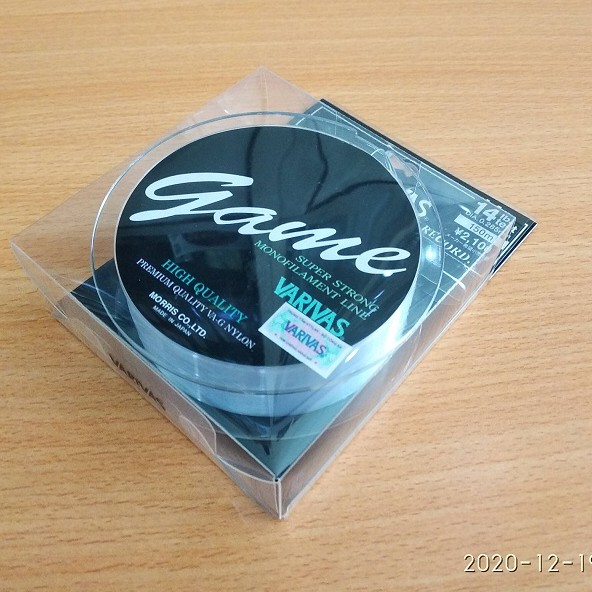 game
SUPER STRONG
MONOFILAMENT LINE
HIGH QUALITY
PREMIUM QUALITY VA-G NYLON
VARIVAS
MORRIS CO., LTD.
MADE IN JAPAN
VARIVAS
VARIVAS
14lb
150m
RECORD.
2020-12-19